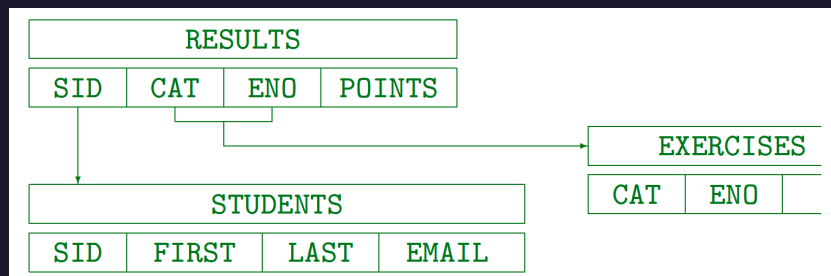 RESULTS
SID CAT ENO POINTS
EXERCISES
CAT ENO
STUDENTS
SID FIRST LAST EMAIL